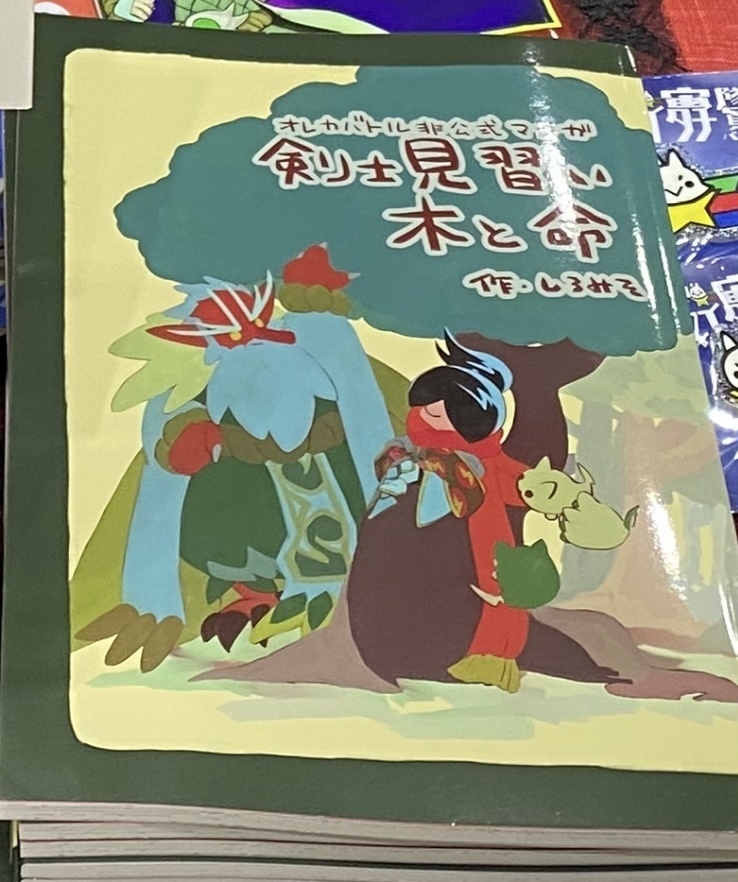 オレカバトル非公式マンガ
剣士見習い
木と命
作・しろみそ